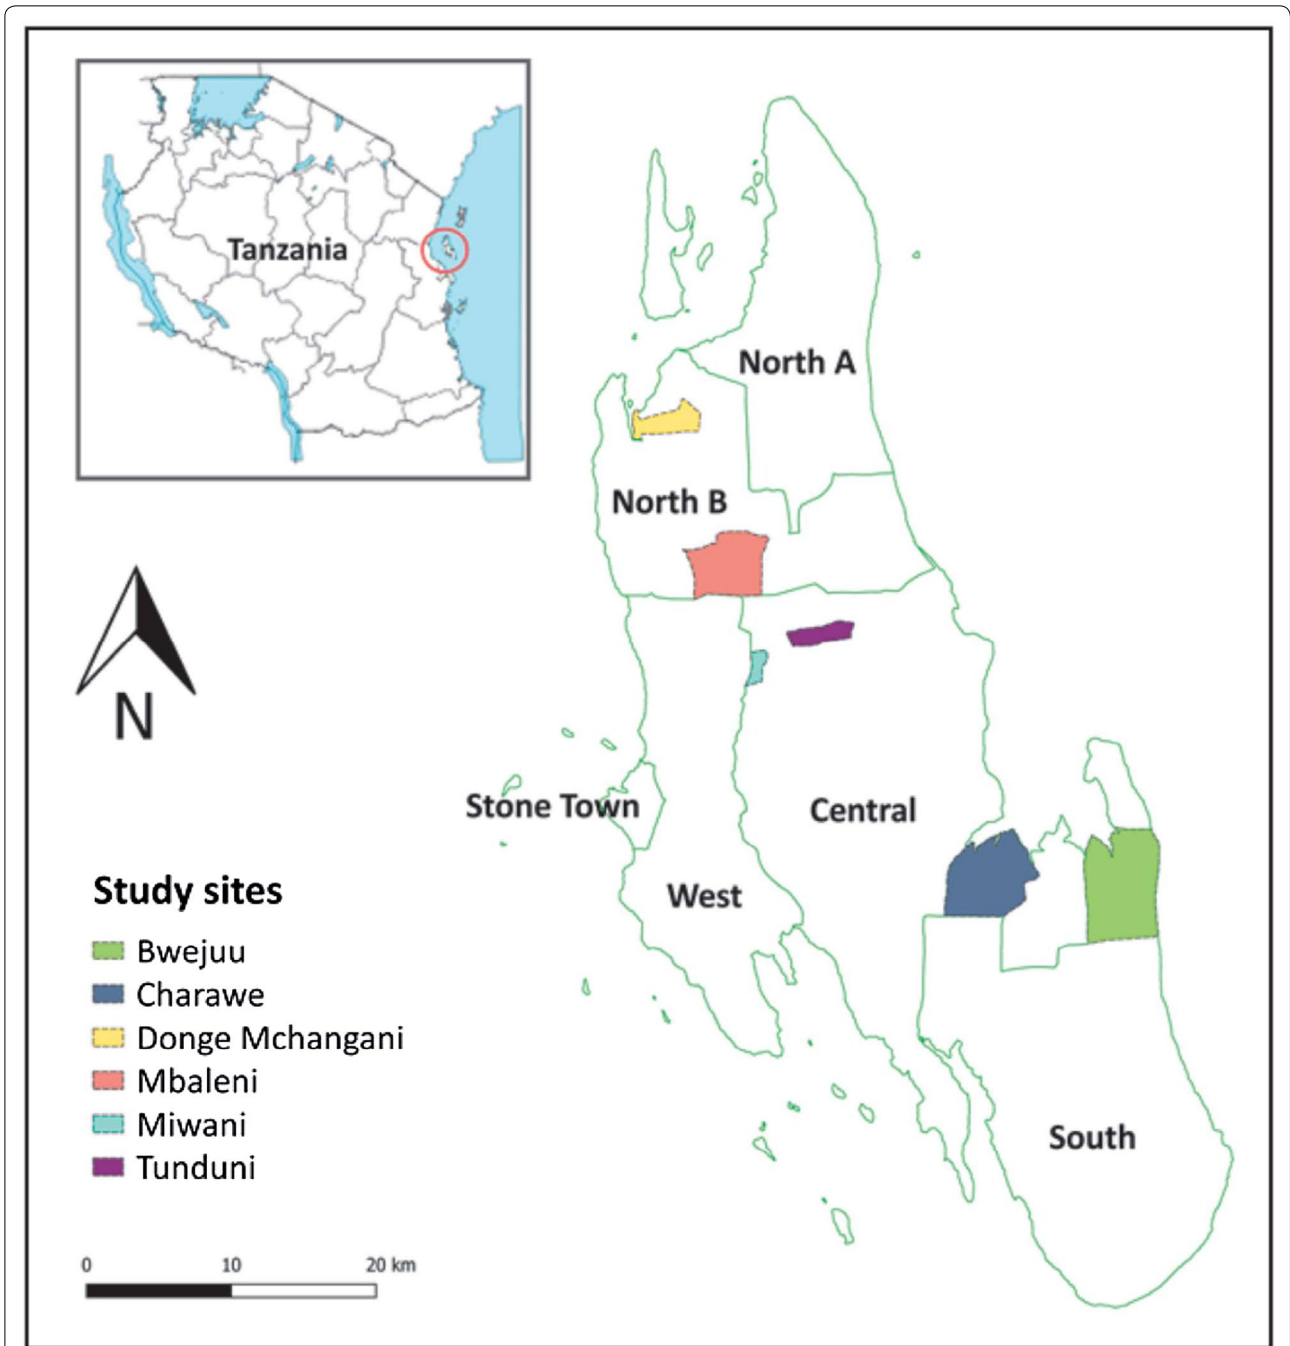 Tanzania
North A
North B
N
Stone Town
Central
West
Study sites
Bwejuu
Charawe
Donge Mchangani
Mbaleni
Miwani
Tunduni
South
0 10 20 km